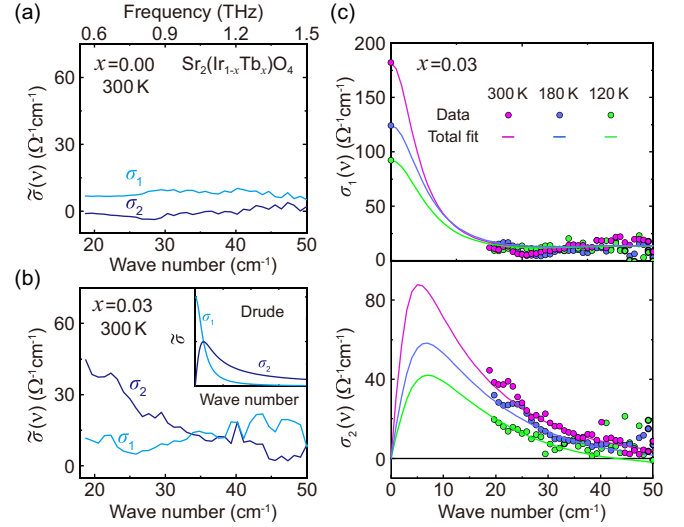 (a)
Frequency (THz)
0.6 0.9 1.2 1.5
x=0.00
300 K
Sr₂(Ir₁₋ₓTbₓ)O₄
60
30
0
σ₁
σ₂
σ̃(ν) (Ω⁻¹cm⁻¹)
20 30 40 50
Wave number (cm⁻¹)
(b)
x=0.03
300 K
60
30
0
σ₂
σ₁
σ̃(ν) (Ω⁻¹cm⁻¹)
20 30 40 50
Wave number (cm⁻¹)
Drude
σ₁
σ₂
σ̃
Wave number
(c)
200
150
100
50
0
σ₁(ν) (Ω⁻¹cm⁻¹)
x=0.03
300 K 180 K 120 K
Data
Total fit
80
40
0
σ₂(ν) (Ω⁻¹cm⁻¹)
0 10 20 30 40 50
Wave number (cm⁻¹)